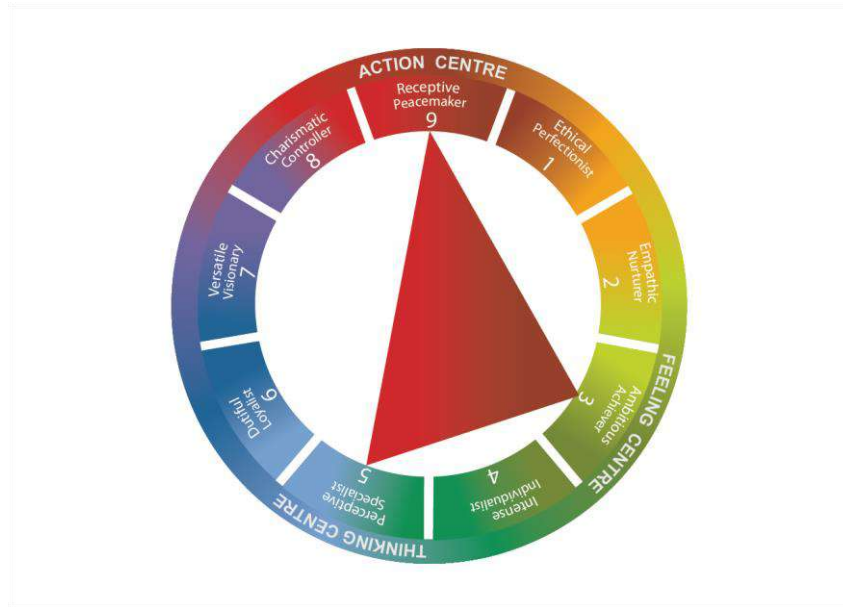 ACTION CENTRE
Receptive
Peacemaker
9
Ethical
Perfectionist
1
Empathic
Nurturer
2
FEELING CENTRE
Ambitious
Achiever
3
Intense
Individualist
4
THINKING CENTRE
Perceptive
Specialist
5
Dutiful
Loyalist
6
Versatile
Visionary
7
Charismatic
Controller
8